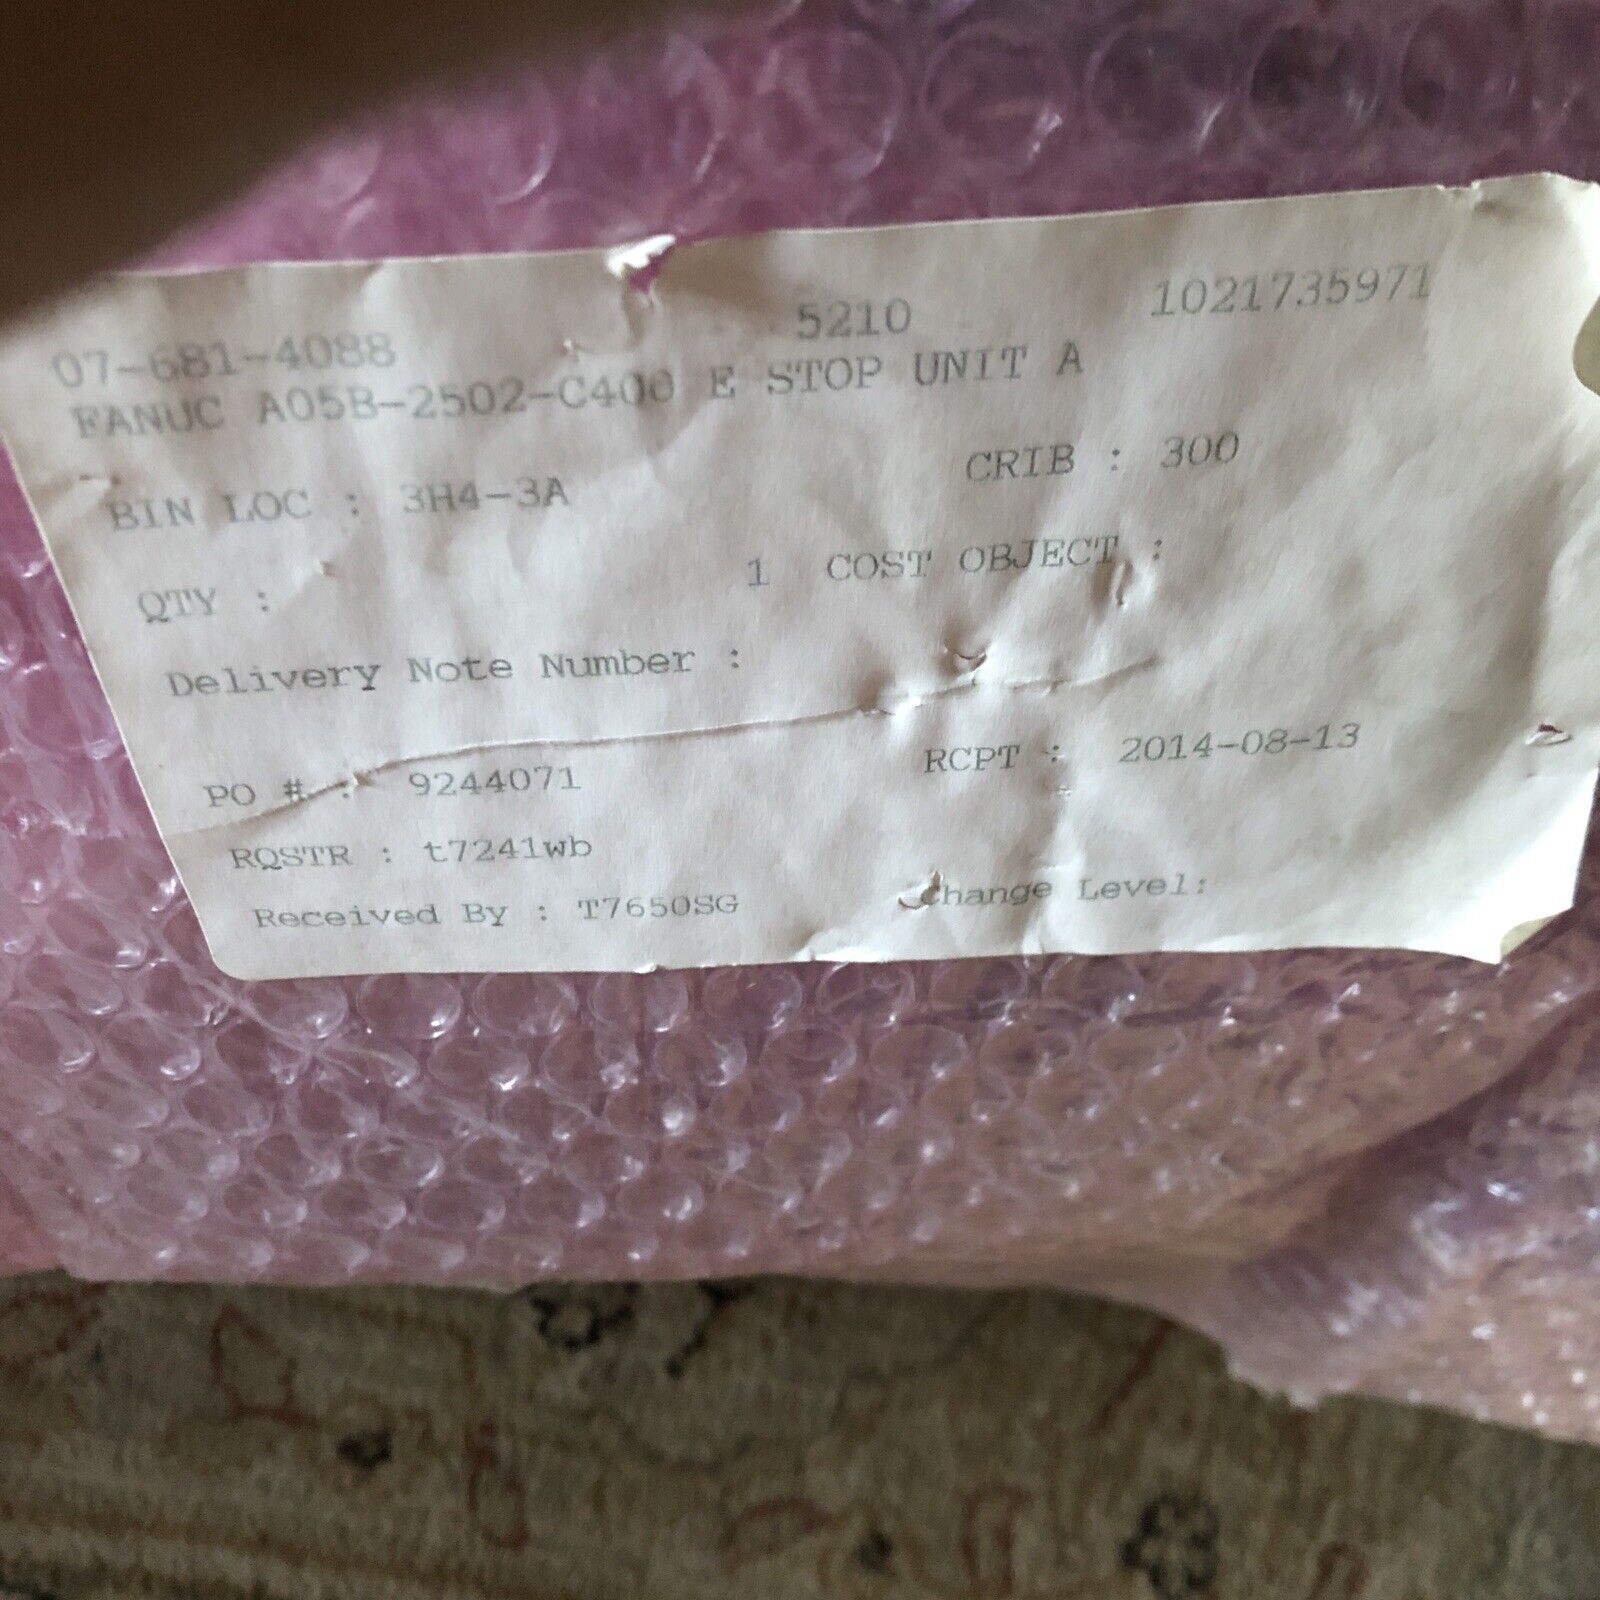 07-681-4088 5210 1021735971
FANUC A05B-2502-C400 E STOP UNIT A
BIN LOC : 3H4-3A CRIB : 300
QTY : 1 COST OBJECT :
Delivery Note Number :
PO # : 9244071 RCPT : 2014-08-13
RQSTR : t7241wb
Received By : T7650SG Change Level: